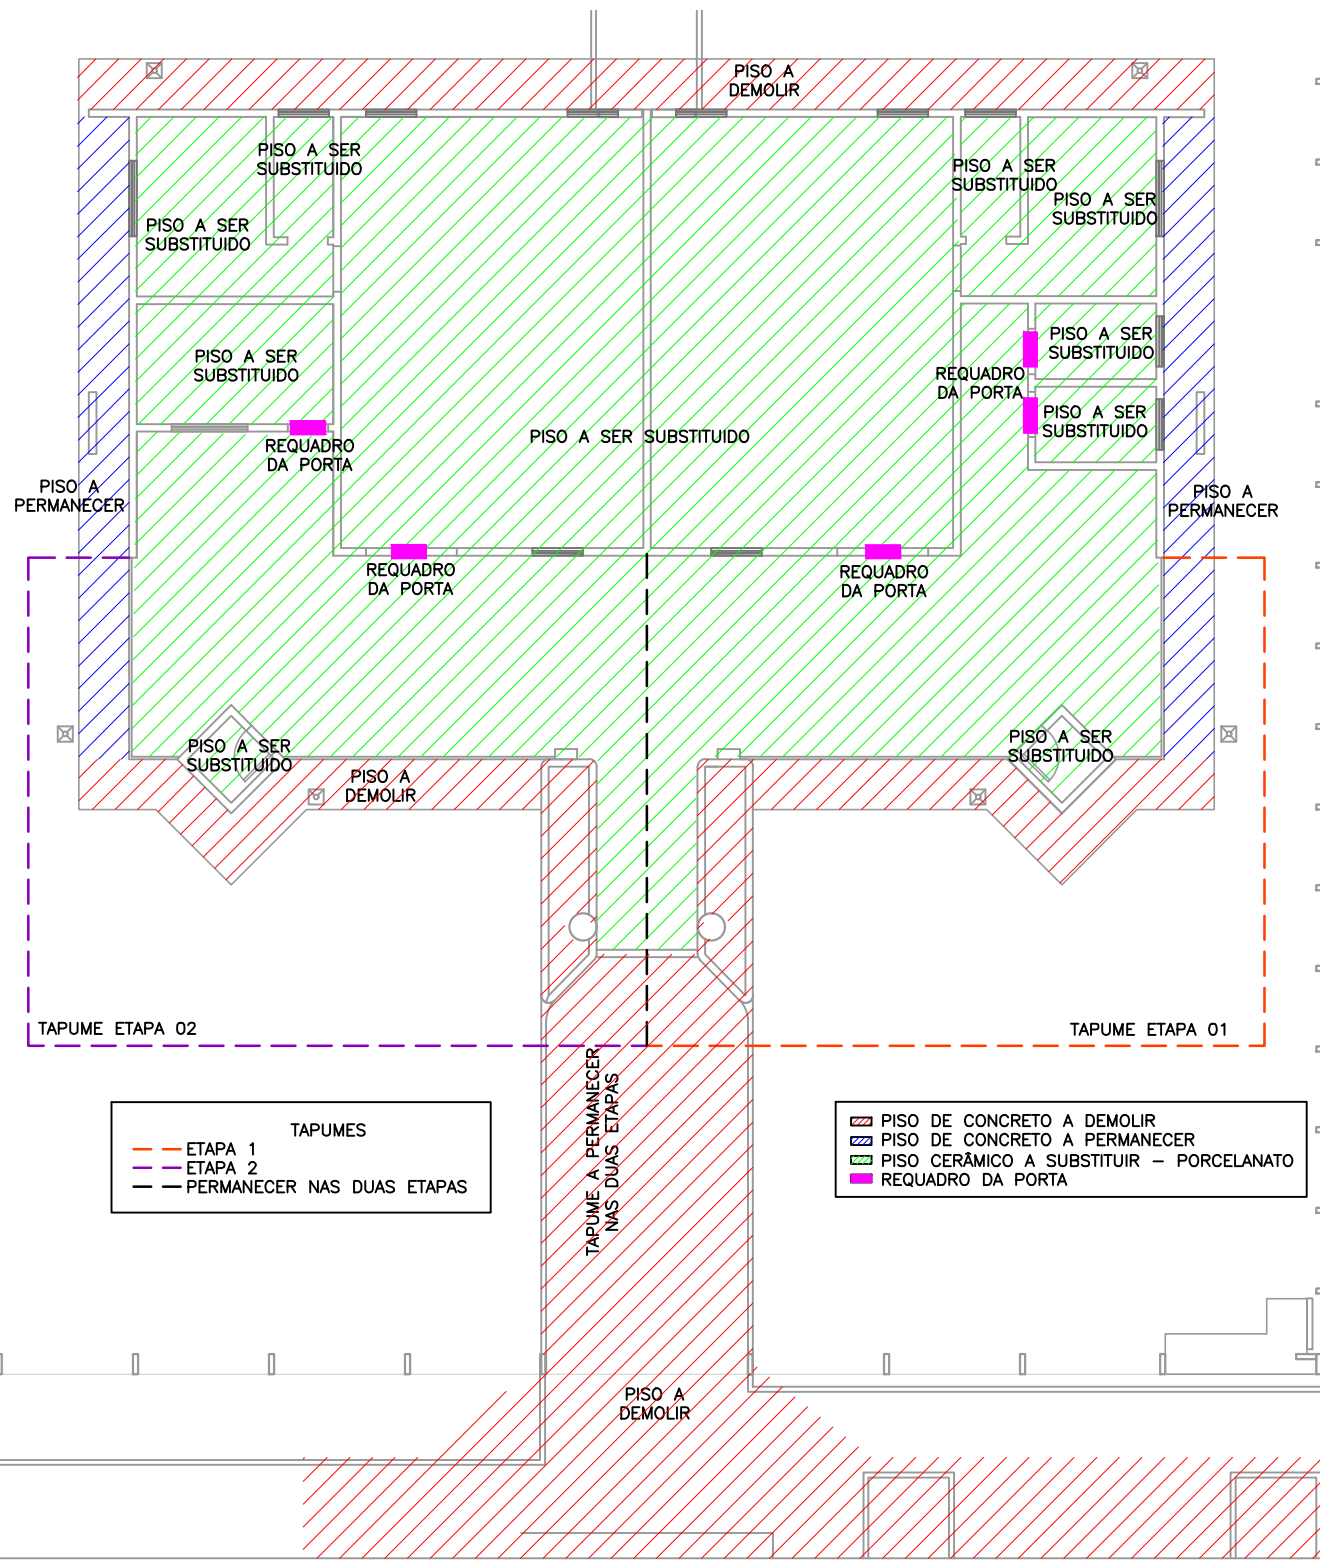 PISO A
DEMOLIR
PISO A SER
SUBSTITUIDO
PISO A SER
SUBSTITUIDO
PISO A SER
SUBSTITUIDO
PISO A SER
SUBSTITUIDO
PISO A SER
SUBSTITUIDO
PISO A SER
SUBSTITUIDO
REQUADRO
DA PORTA
PISO A SER
SUBSTITUIDO
PISO A SER SUBSTITUIDO
REQUADRO
DA PORTA
PISO A
PERMANECER
PISO A
PERMANECER
REQUADRO
DA PORTA
REQUADRO
DA PORTA
PISO A SER
SUBSTITUIDO
PISO A SER
SUBSTITUIDO
PISO A
DEMOLIR
TAPUME ETAPA 02
TAPUME ETAPA 01
TAPUME A PERMANECER
NAS DUAS ETAPAS
TAPUMES
ETAPA 1
ETAPA 2
PERMANECER NAS DUAS ETAPAS
PISO DE CONCRETO A DEMOLIR
PISO DE CONCRETO A PERMANECER
PISO CERÂMICO A SUBSTITUIR – PORCELANATO
REQUADRO DA PORTA
PISO A
DEMOLIR